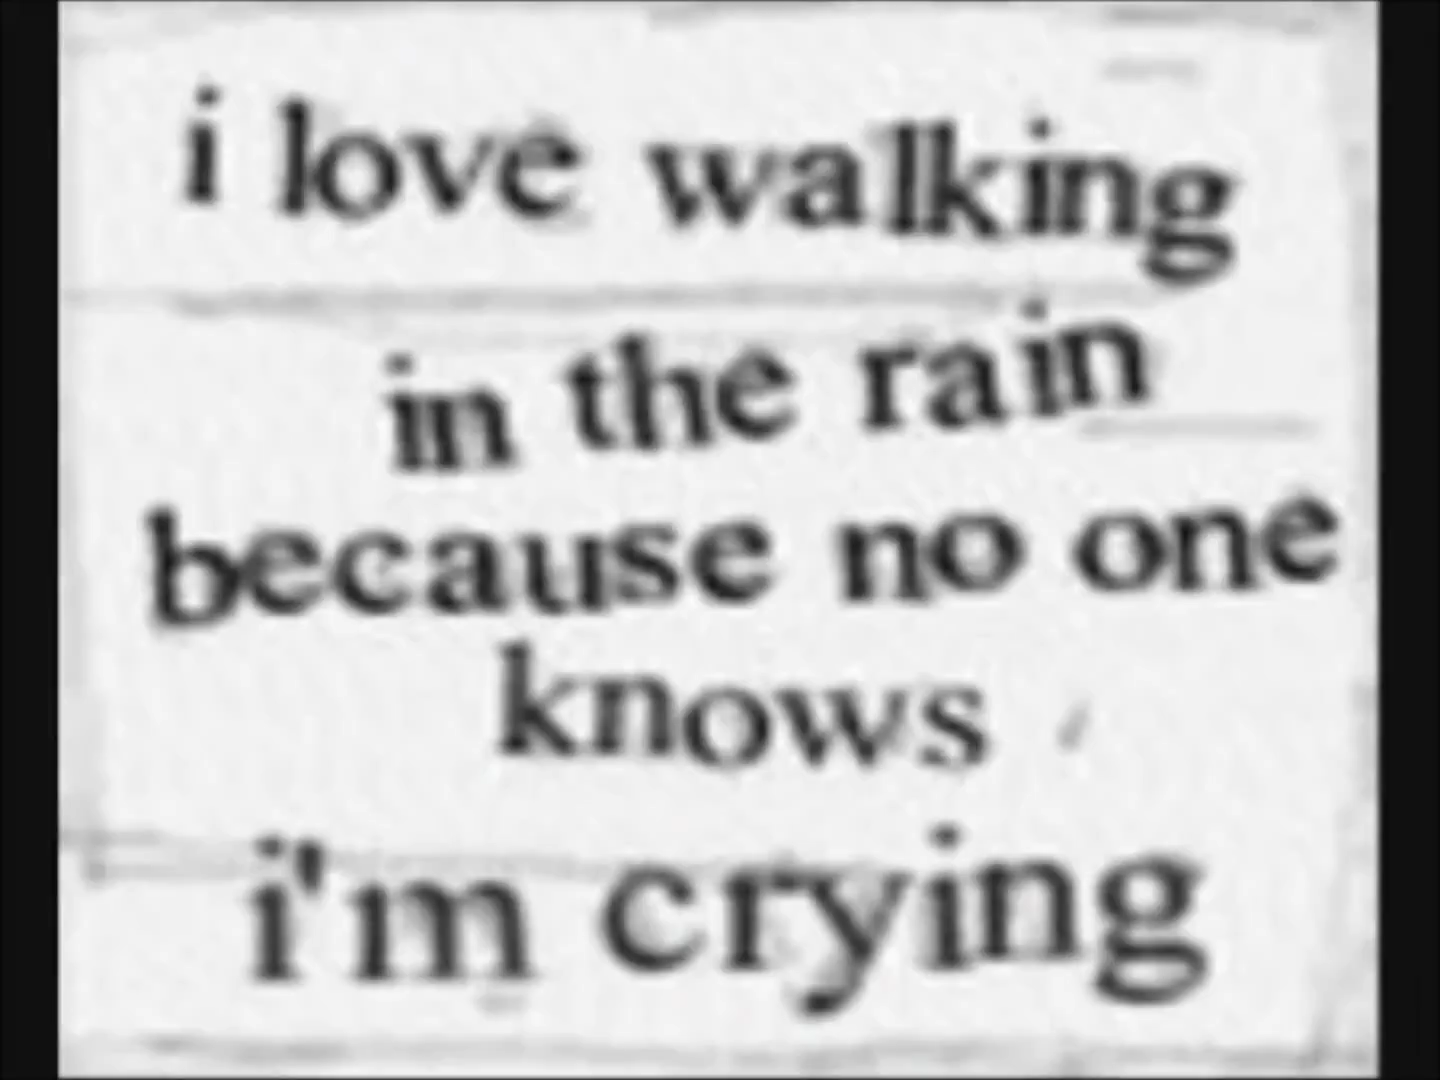 i love walking
in the rain
because no one
knows
i'm crying